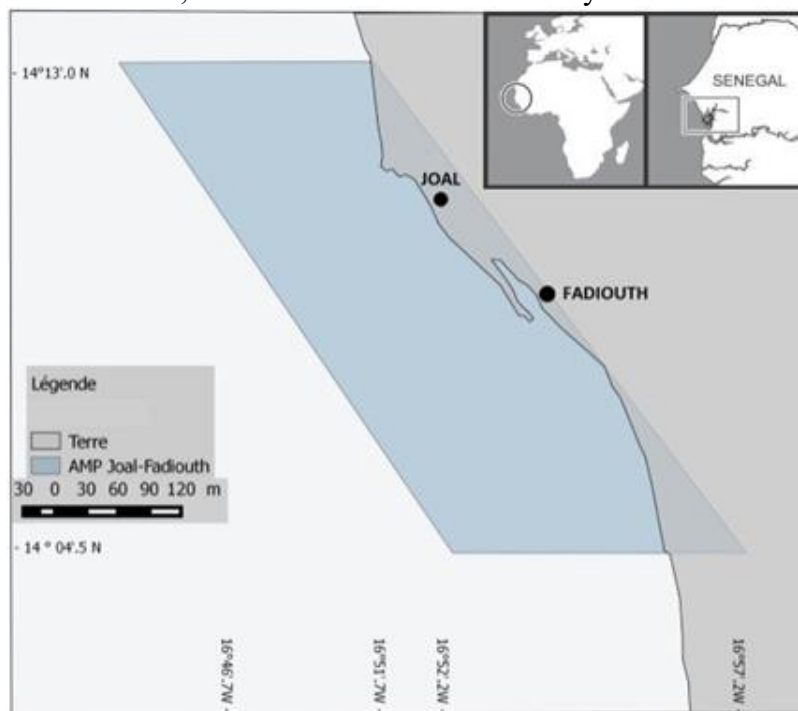 - 14°13'.0 N
SENEGAL
JOAL
FADIOUTH
Légende
Terre
AMP Joal-Fadiouth
30 0 30 60 90 120 m
- 14 ° 04'.5 N
16°46'.7W -
16°51'.7W -
16°52'.2W -
16°57'.2W -